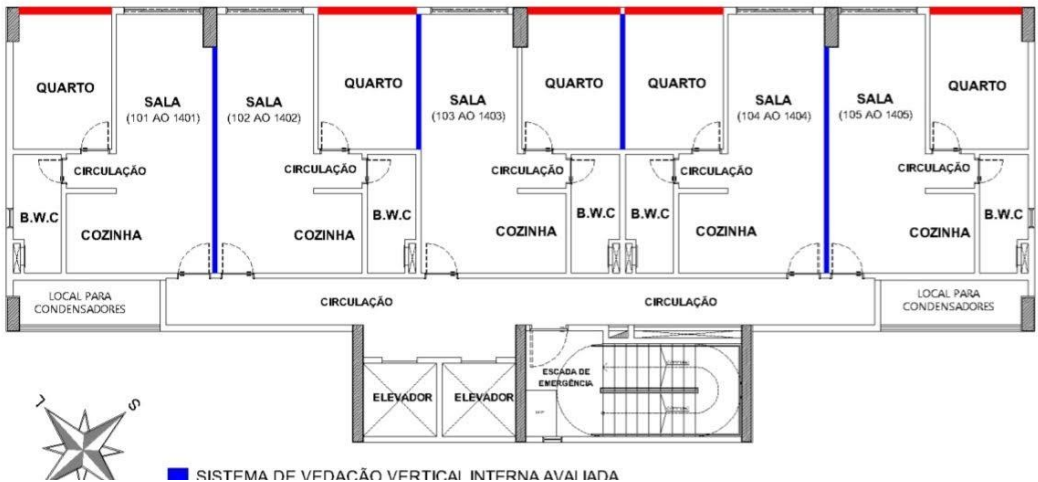 QUARTO
SALA
(101 AO 1401)
SALA
(102 AO 1402)
QUARTO
SALA
(103 AO 1403)
QUARTO
QUARTO
SALA
(104 AO 1404)
SALA
(105 AO 1405)
QUARTO
CIRCULAÇÃO
CIRCULAÇÃO
CIRCULAÇÃO
CIRCULAÇÃO
CIRCULAÇÃO
B.W.C
COZINHA
COZINHA
B.W.C
COZINHA
B.W.C
B.W.C
COZINHA
COZINHA
B.W.C
LOCAL PARA
CONDENSADORES
CIRCULAÇÃO
CIRCULAÇÃO
LOCAL PARA
CONDENSADORES
ELEVADOR
ELEVADOR
ESCADA DE
EMERGÊNCIA
L
S
SISTEMA DE VEDAÇÃO VERTICAL INTERNA AVALIADA